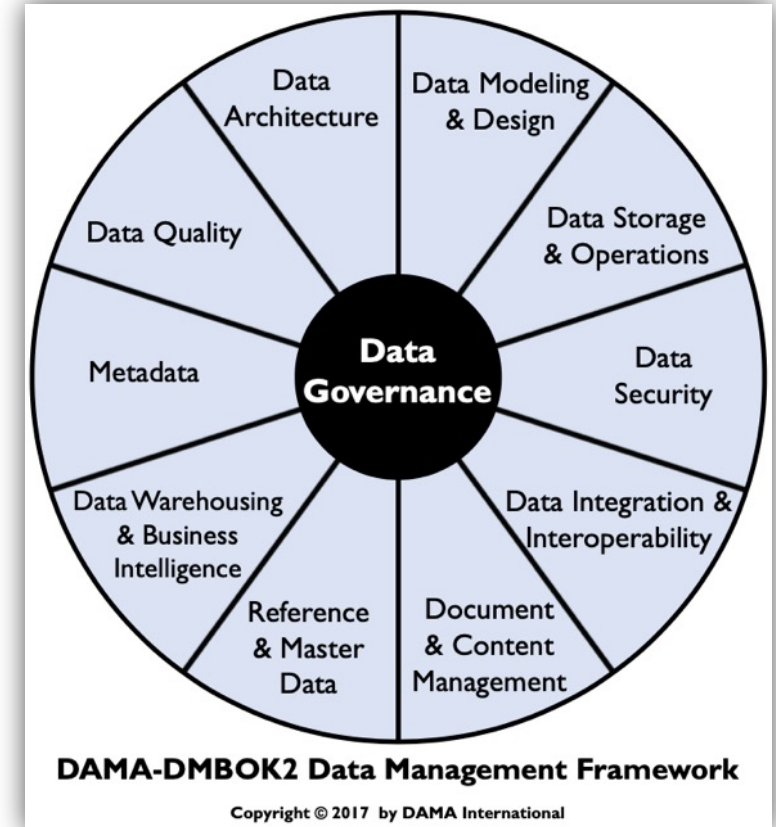 Data
Architecture
Data Modeling
& Design
Data Storage
& Operations
Data
Security
Data Integration &
Interoperability
Document
& Content
Management
Reference
& Master
Data
Data Warehousing
& Business
Intelligence
Metadata
Data Quality
Data
Governance
DAMA-DMBOK2 Data Management Framework
Copyright © 2017 by DAMA International